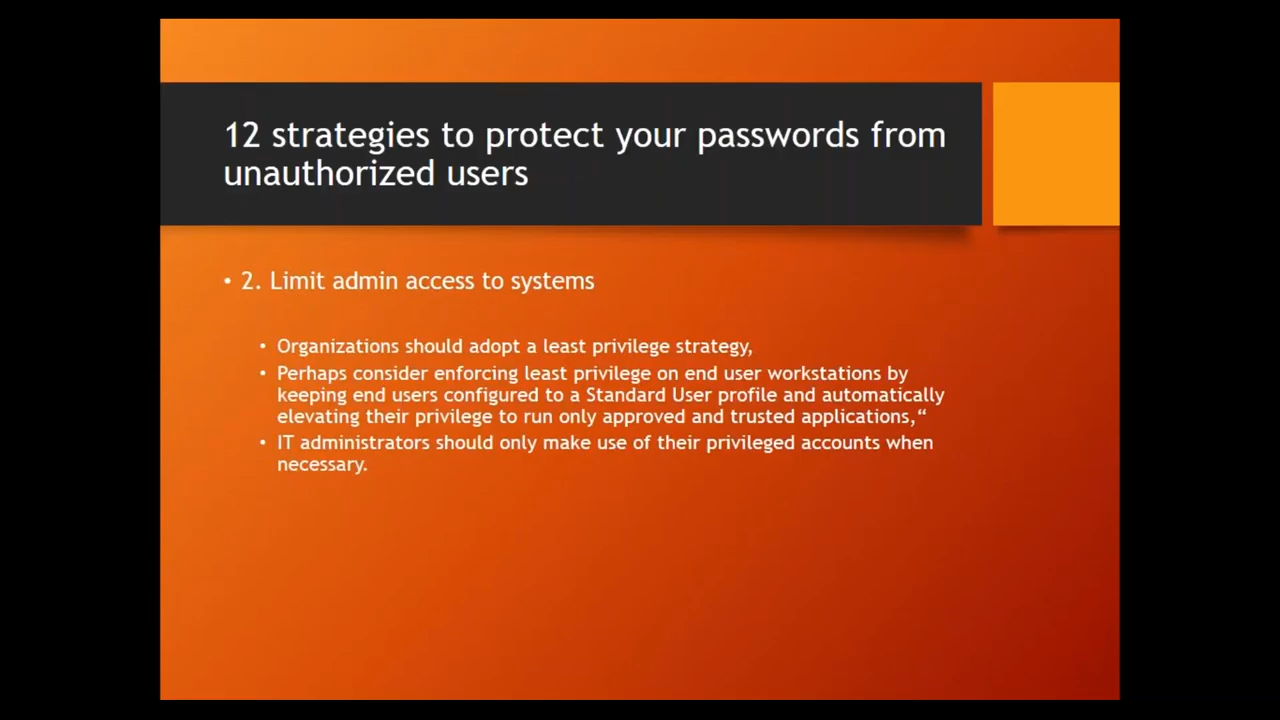 12 strategies to protect your passwords from
unauthorized users
• 2. Limit admin access to systems
• Organizations should adopt a least privilege strategy,
• Perhaps consider enforcing least privilege on end user workstations by
keeping end users configured to a Standard User profile and automatically
elevating their privilege to run only approved and trusted applications,“
• IT administrators should only make use of their privileged accounts when
necessary.